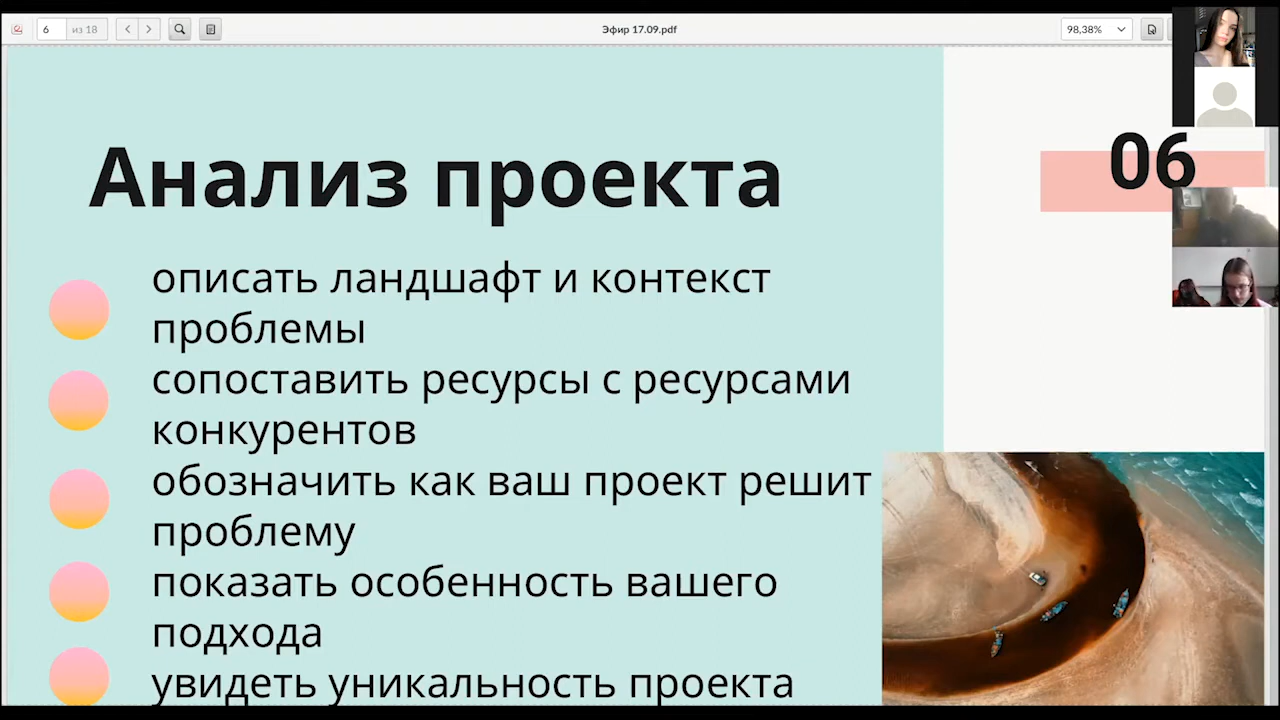 6
из 18
Эфир 17.09.pdf
98,38%
Анализ проекта
06
описать ландшафт и контекст
проблемы
сопоставить ресурсы с ресурсами
конкурентов
обозначить как ваш проект решит
проблему
показать особенность вашего
подхода
увидеть уникальность проекта